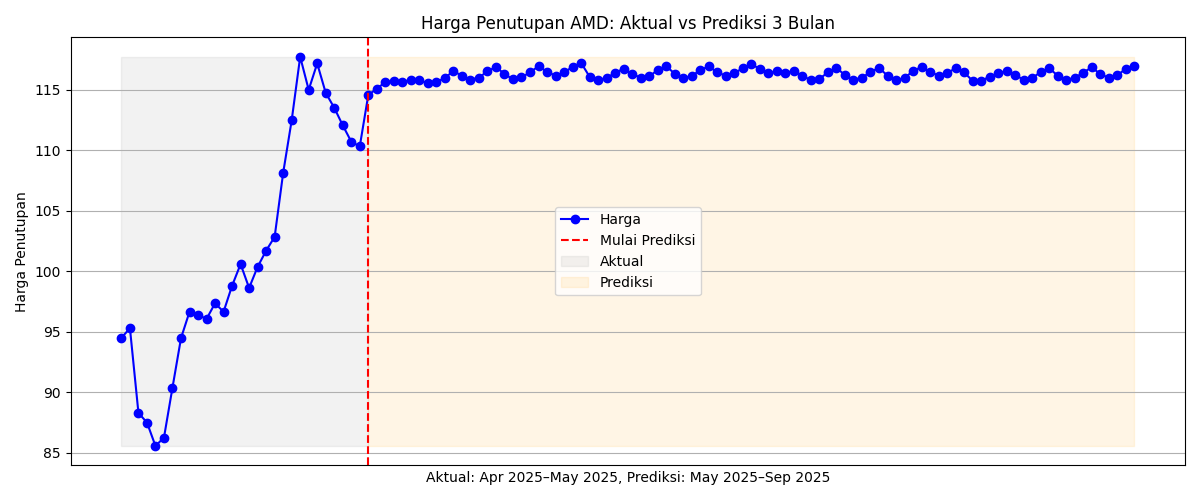 Harga Penutupan AMD: Aktual vs Prediksi 3 Bulan
Harga Penutupan
115
110
105
100
95
90
85
Harga
Mulai Prediksi
Aktual
Prediksi
Aktual: Apr 2025–May 2025, Prediksi: May 2025–Sep 2025